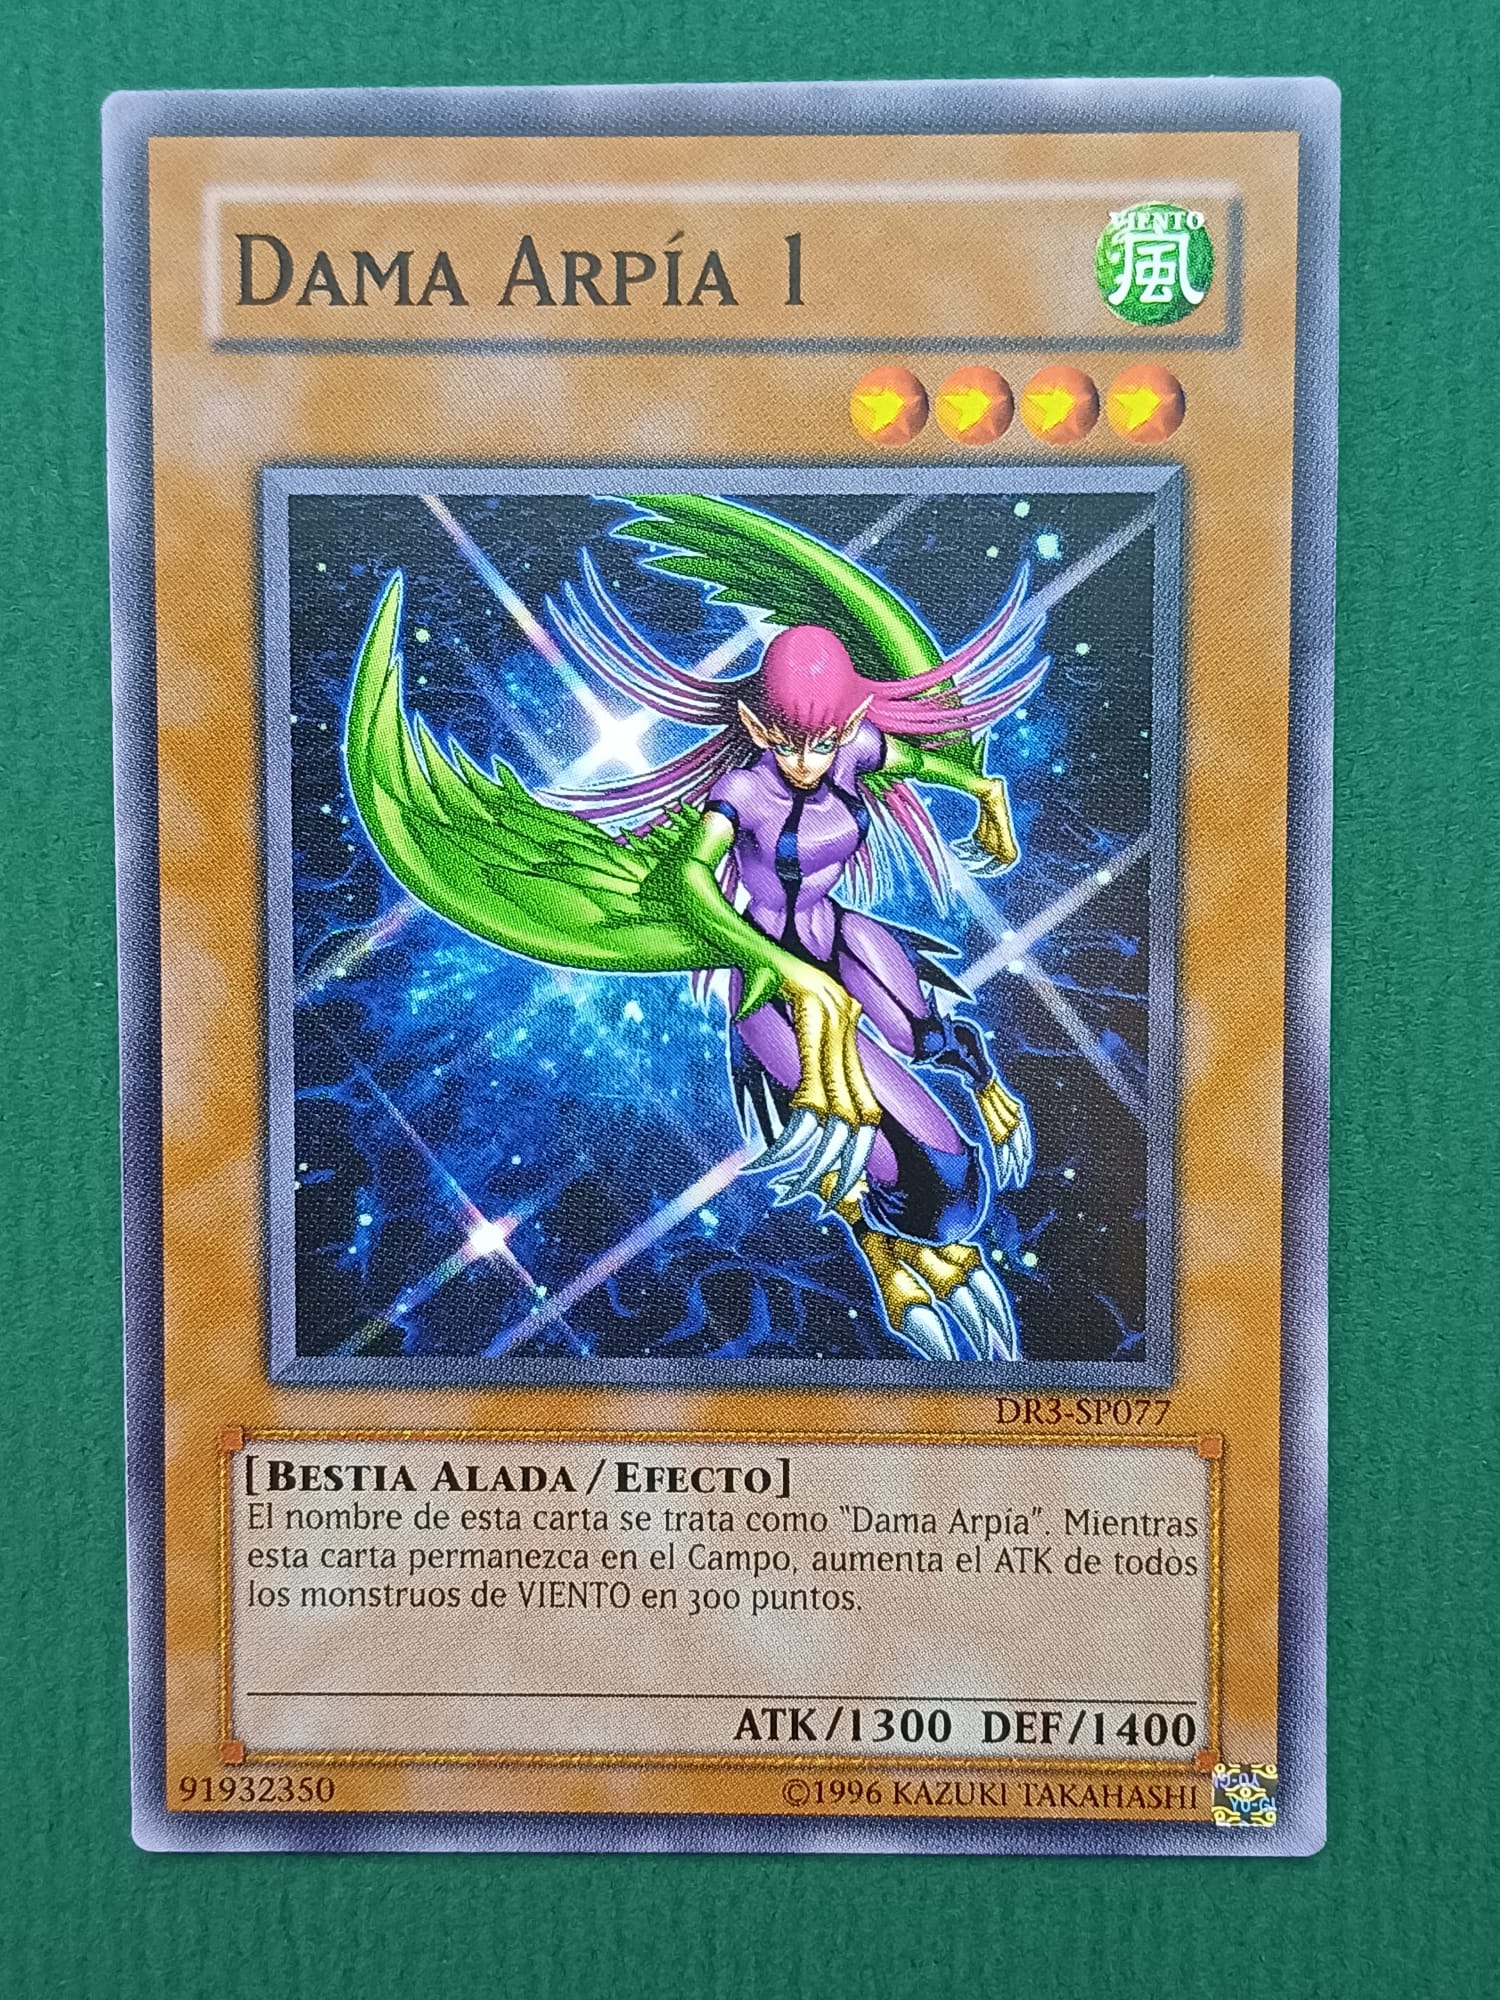 DAMA ARPÍA 1
VIENTO
風
DR3-SP077
[BESTIA ALADA/EFECTO]
El nombre de esta carta se trata como "Dama Arpía". Mientras
esta carta permanezca en el Campo, aumenta el ATK de todos
los monstruos de VIENTO en 300 puntos.
ATK/1300 DEF/1400
91932350
©1996 KAZUKI TAKAHASHI